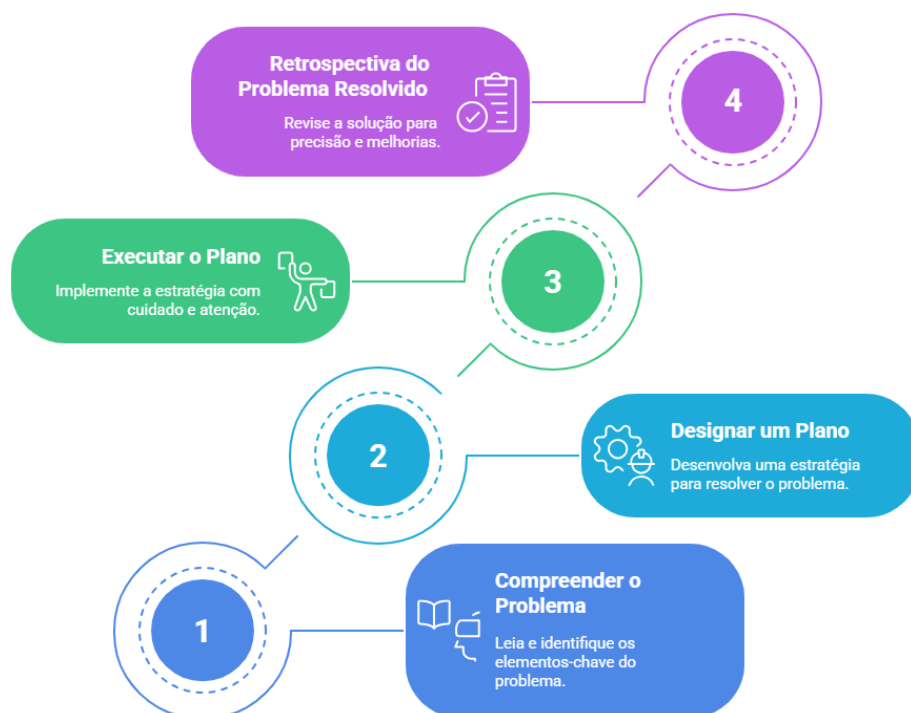 Retrospectiva do
Problema Resolvido
Revise a solução para
precisão e melhorias.
4
Executar o Plano
Implemente a estratégia com
cuidado e atenção.
3
2
Designar um Plano
Desenvolva uma estratégia
para resolver o problema.
1
Compreender o
Problema
Leia e identifique os
elementos-chave do
problema.